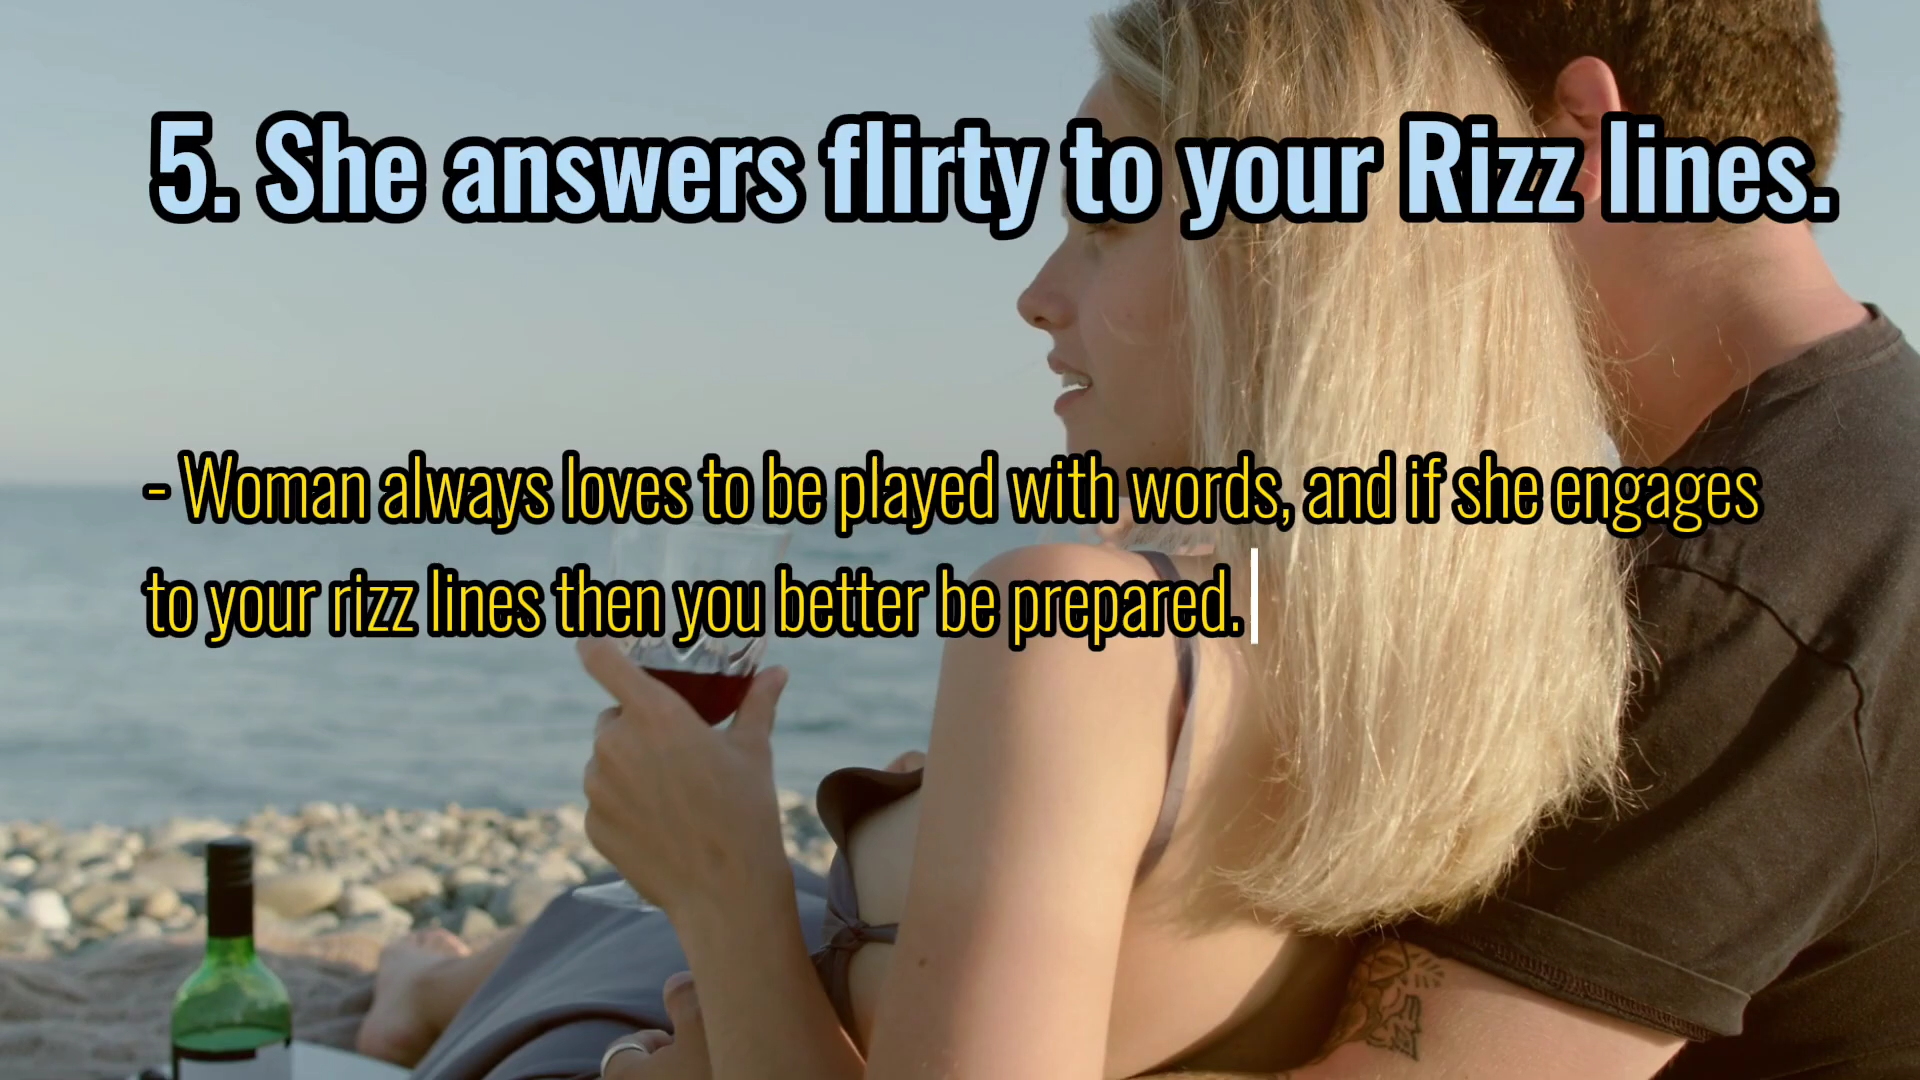 5. She answers flirty to your Rizz lines.
- Woman always loves to be played with words, and if she engages
to your rizz lines then you better be prepared.